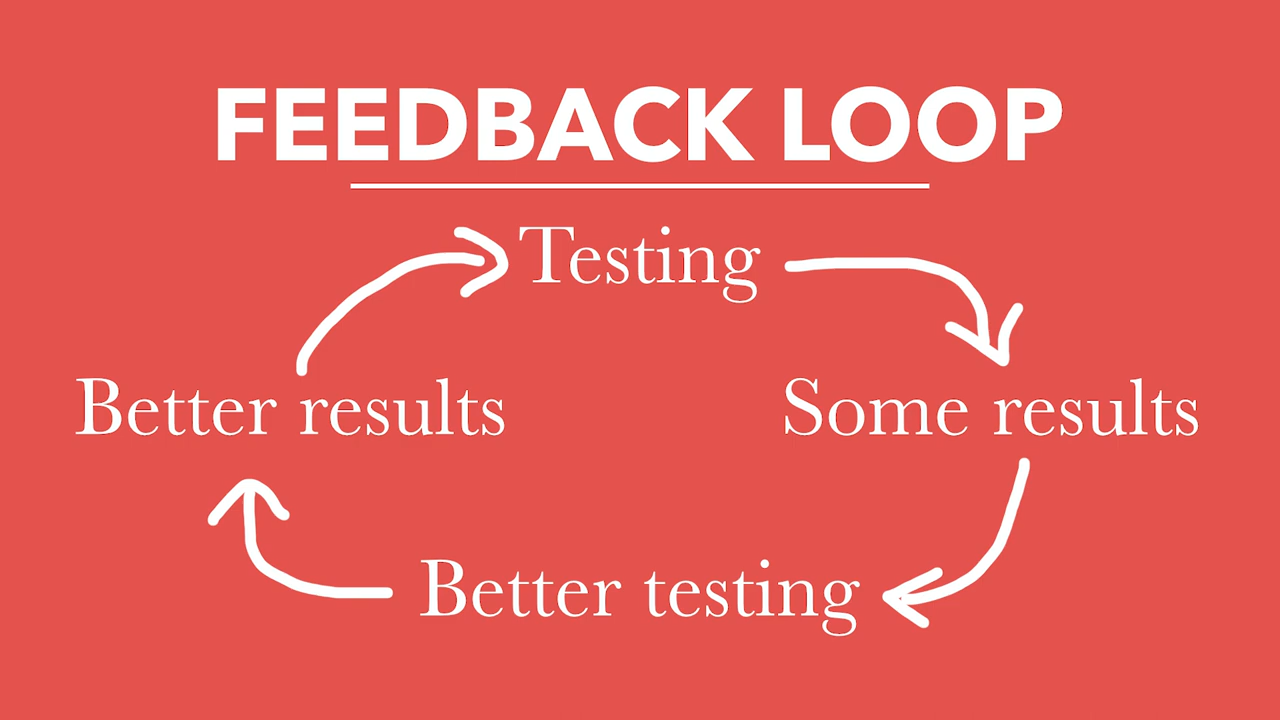 FEEDBACK LOOP
Testing
Better results
Some results
Better testing